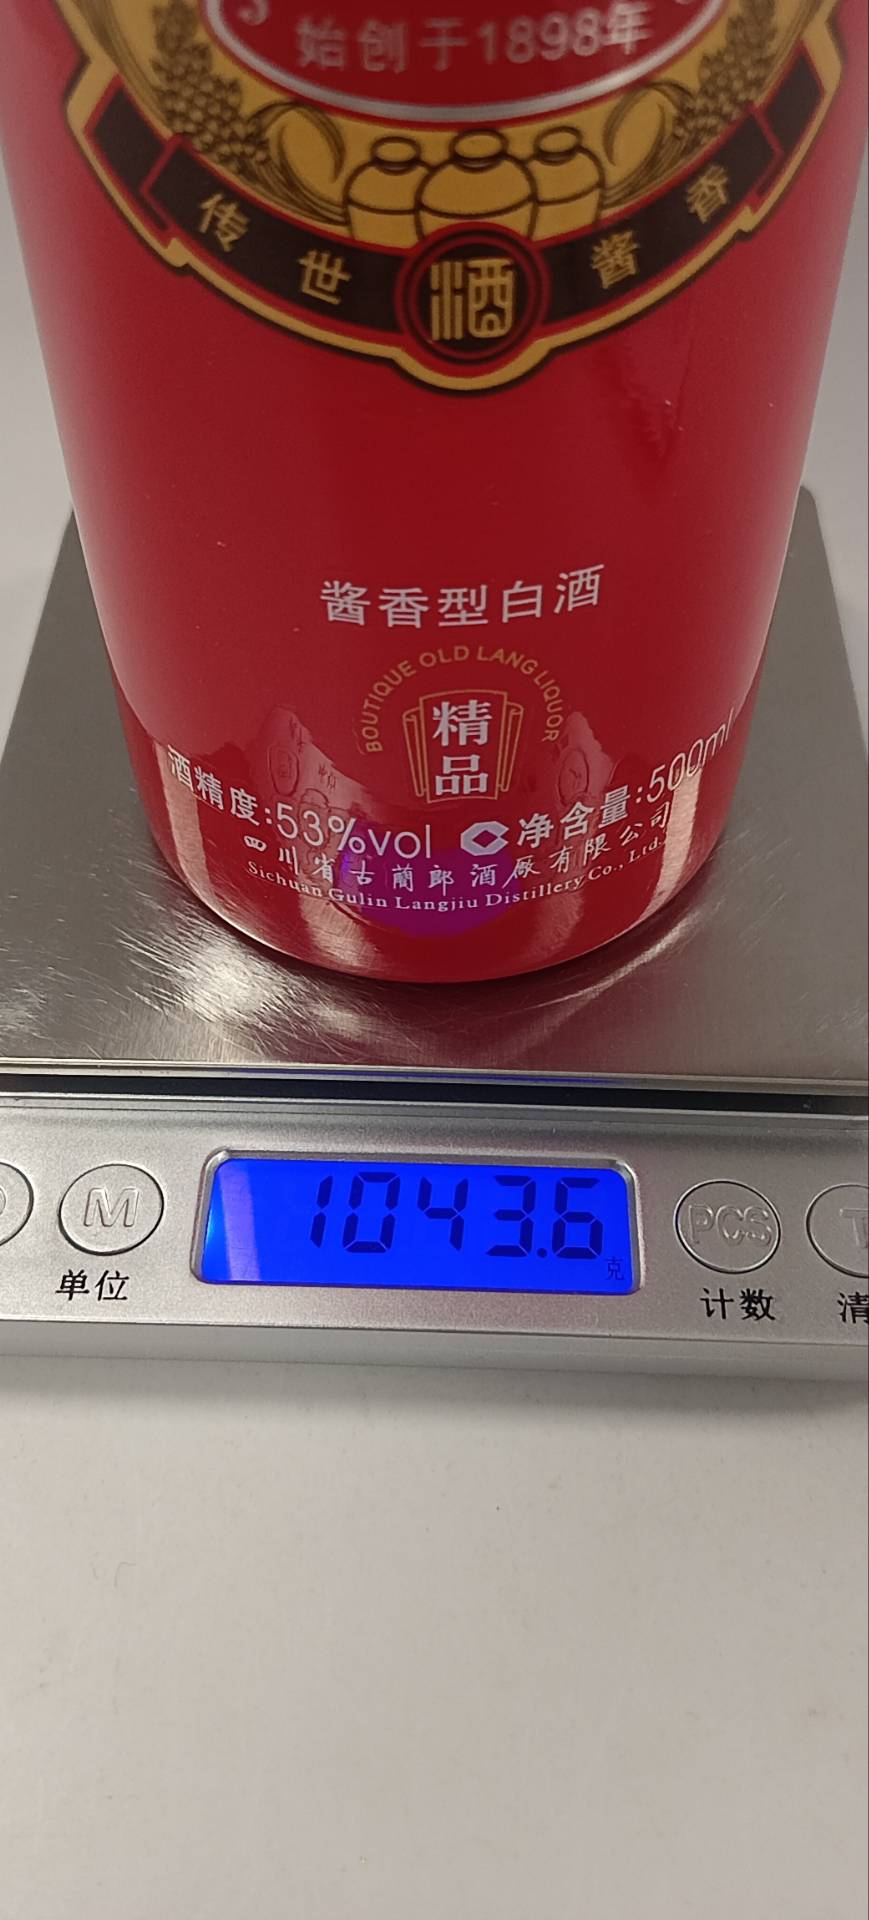 始创于1898年
传世酱香
酒
酱香型白酒
BOUTIQUE OLD LANG LIQUOR
精品
酒精度:53%vol 净含量:500ml
四川省古蔺郎酒厰有限公司
Sichuan Gulin Langjiu Distillery Co., Ltd.
1043.6
克
M
PCS
T
单位
计数
清